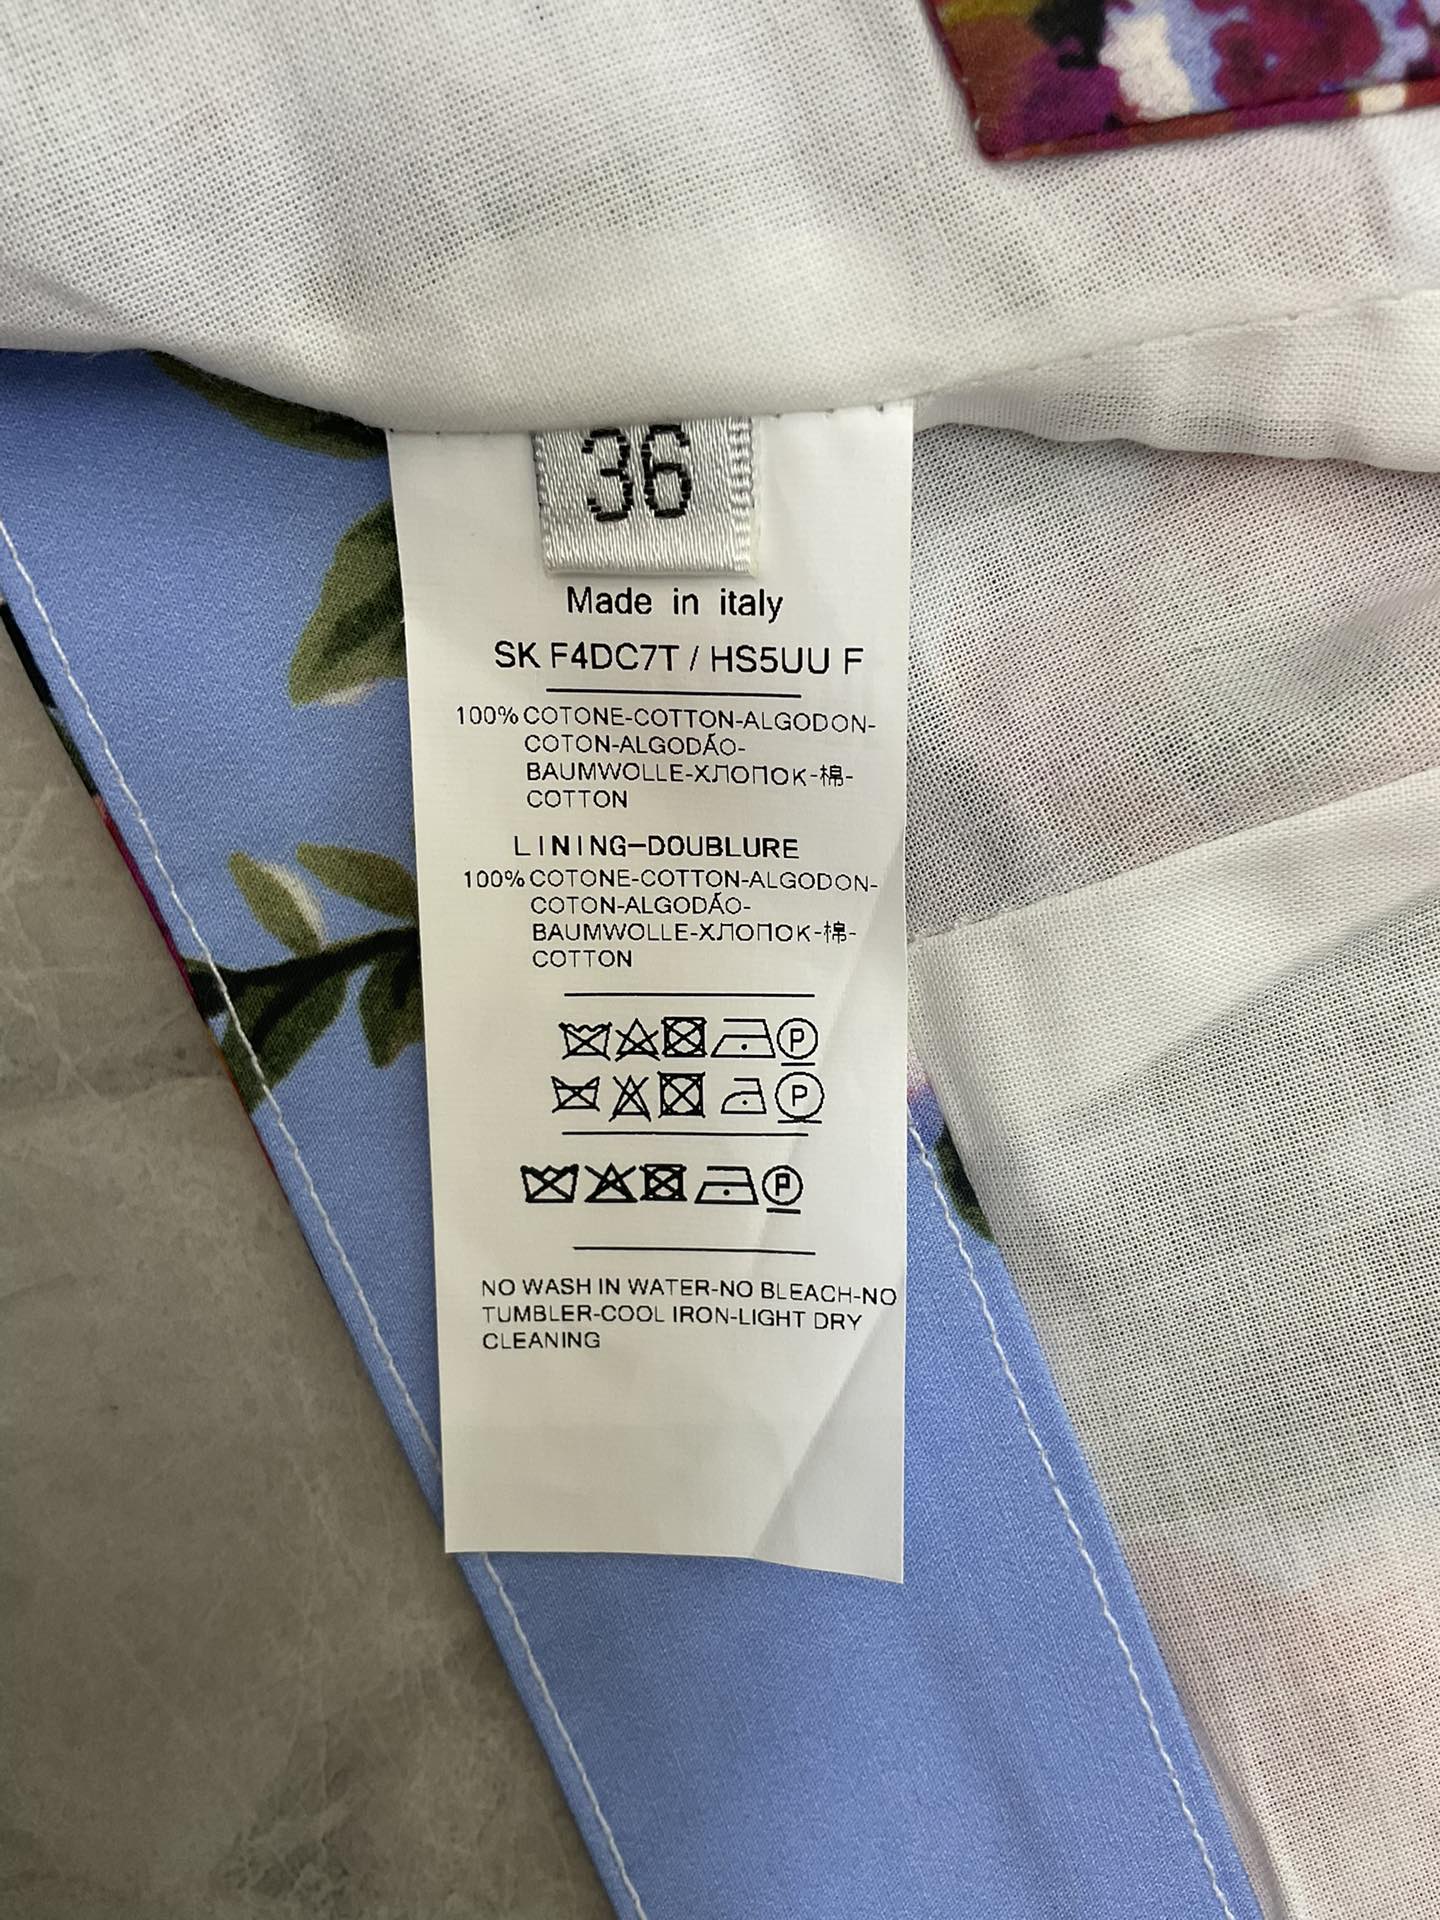 36
Made in italy
SK F4DC7T / HS5UU F
100% COTONE-COTTON-ALGODON-
COTON-ALGODÃO-
BAUMWOLLE-ХЛОПОК-棉-
COTTON
LINING-DOUBLURE
100% COTONE-COTTON-ALGODON-
COTON-ALGODÃO-
BAUMWOLLE-ХЛОПОК-棉-
COTTON
P
P
P
NO WASH IN WATER-NO BLEACH-NO
TUMBLER-COOL IRON-LIGHT DRY
CLEANING